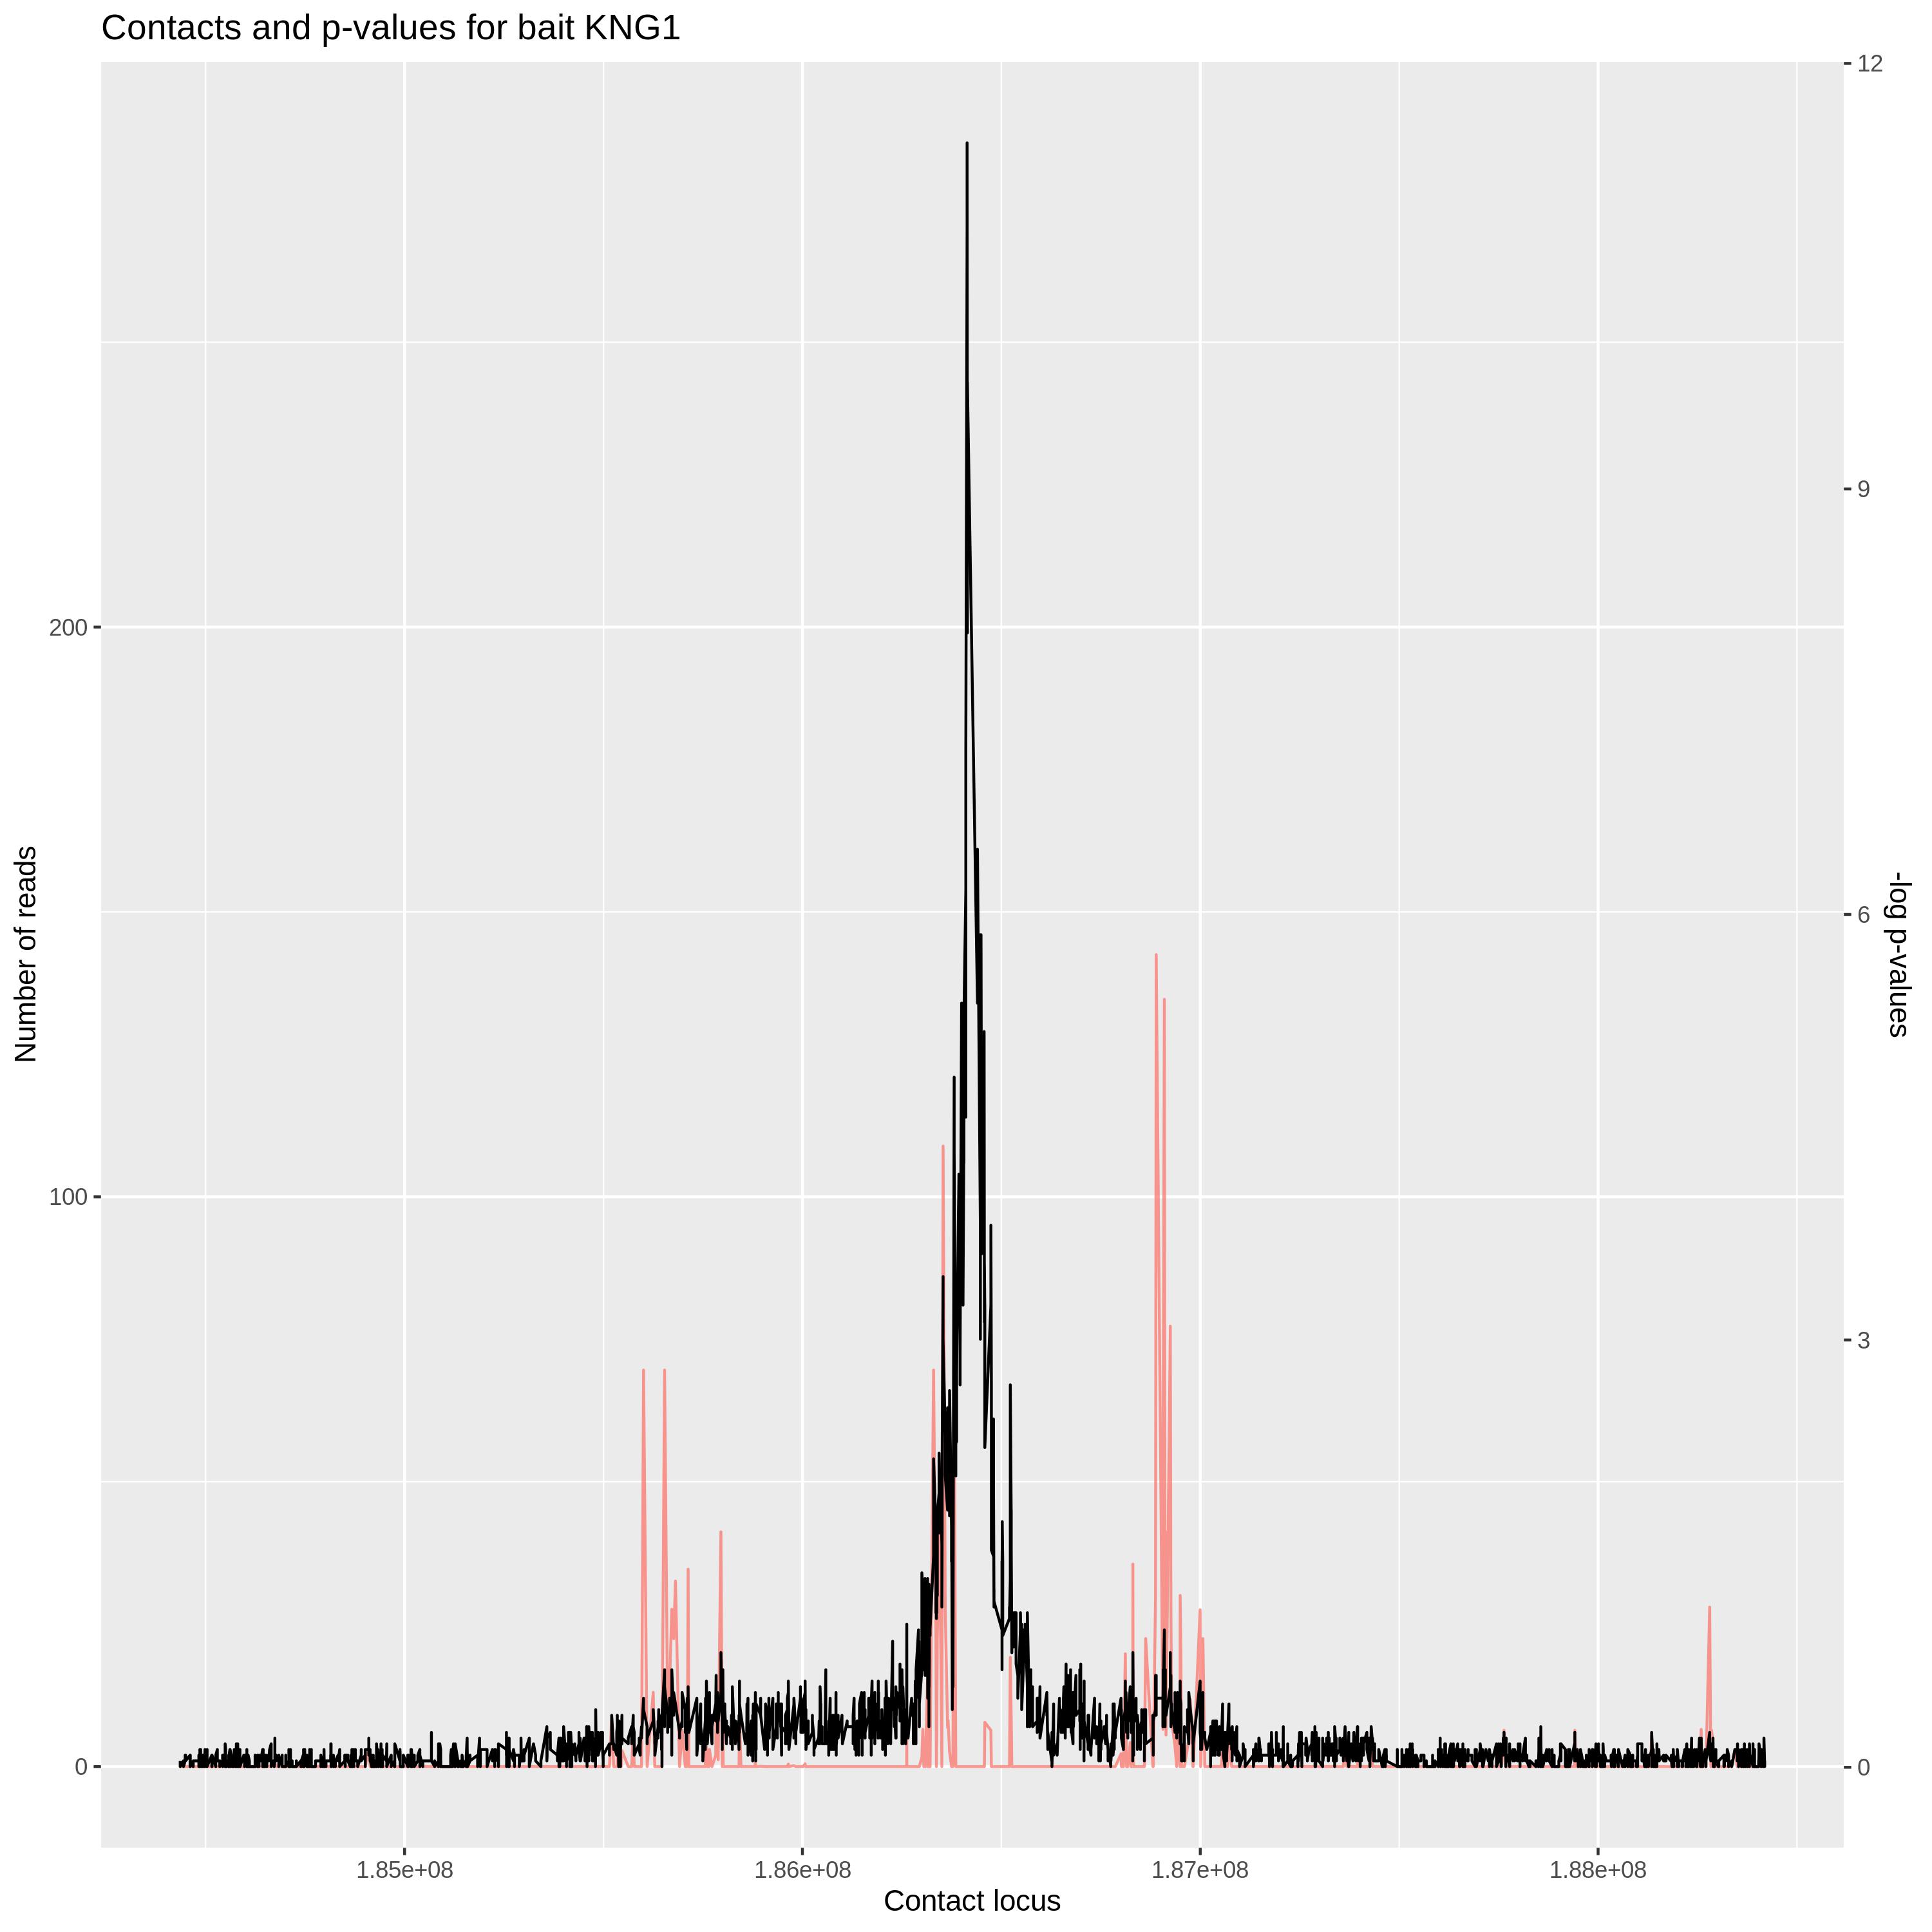 Contacts and p-values for bait KNG1
12
9
6
3
0
-log p-values
200
100
0
Number of reads
1.85e+08
1.86e+08
1.87e+08
1.88e+08
Contact locus